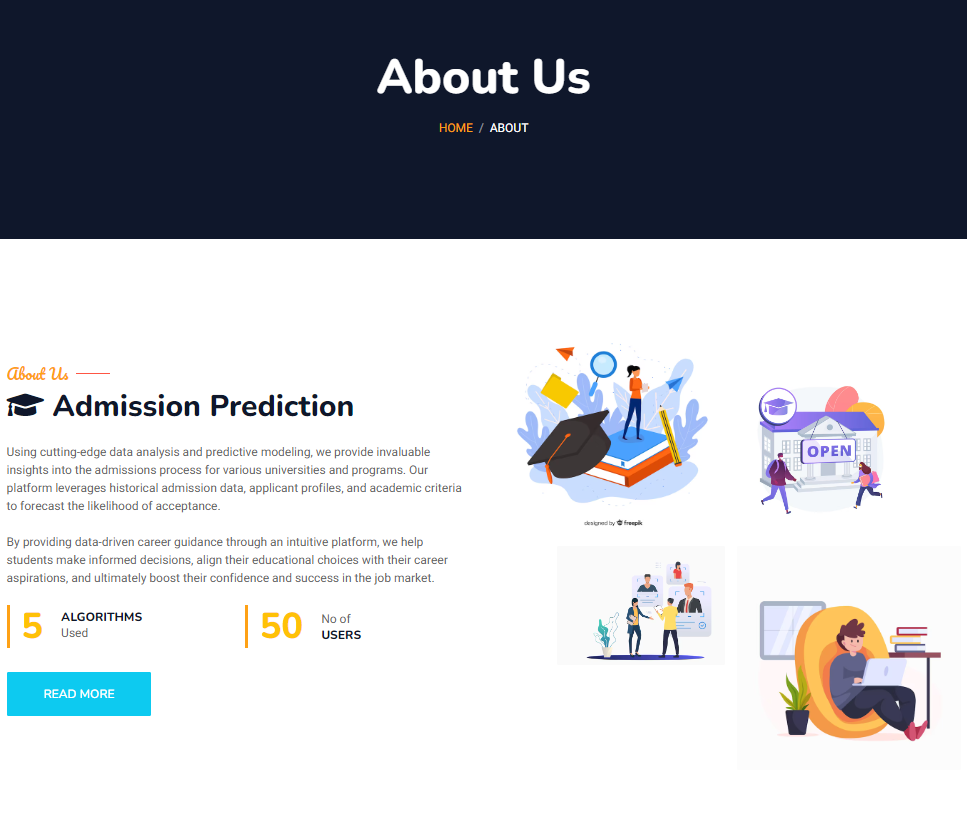 About Us
HOME / ABOUT
About Us
Admission Prediction
Using cutting-edge data analysis and predictive modeling, we provide invaluable
insights into the admissions process for various universities and programs. Our
platform leverages historical admission data, applicant profiles, and academic criteria
to forecast the likelihood of acceptance.
By providing data-driven career guidance through an intuitive platform, we help
students make informed decisions, align their educational choices with their career
aspirations, and ultimately boost their confidence and success in the job market.
5 ALGORITHMS
Used
50 No of
USERS
READ MORE
designed by freepik
OPEN